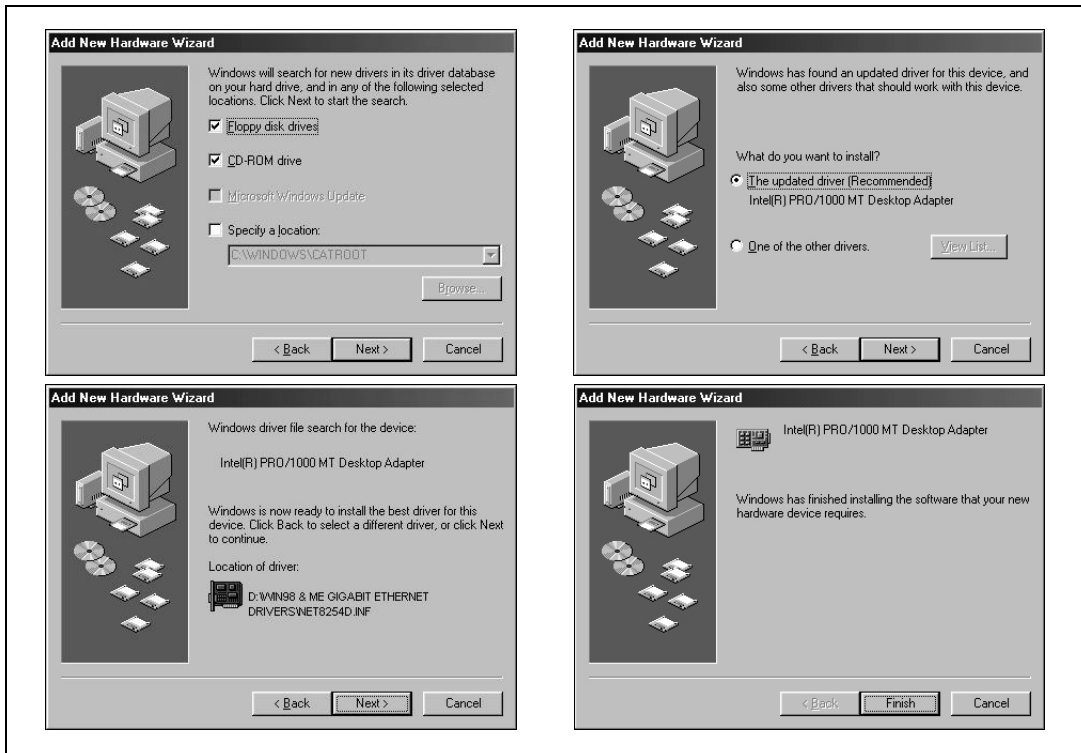 Add New Hardware Wizard
Windows will search for new drivers in its driver database
on your hard drive, and in any of the following selected
locations. Click Next to start the search.
Floppy disk drives
CD-ROM drive
Microsoft Windows Update
Specify a location:
C:\WINDOWS\CATROOT
Browse...
< Back
Next >
Cancel
Add New Hardware Wizard
Windows has found an updated driver for this device, and
also some other drivers that should work with this device.
What do you want to install?
The updated driver (Recommended)
Intel(R) PRO/1000 MT Desktop Adapter
One of the other drivers.
View List...
< Back
Next >
Cancel
Add New Hardware Wizard
Windows driver file search for the device:
Intel(R) PRO/1000 MT Desktop Adapter
Windows is now ready to install the best driver for this
device. Click Back to select a different driver, or click Next
to continue.
Location of driver:
D:\WIN98 & ME GIGABIT ETHERNET
DRIVERS\NET8254D.INF
< Back
Next >
Cancel
Add New Hardware Wizard
Intel(R) PRO/1000 MT Desktop Adapter
Windows has finished installing the software that your new
hardware device requires.
< Back
Finish
Cancel